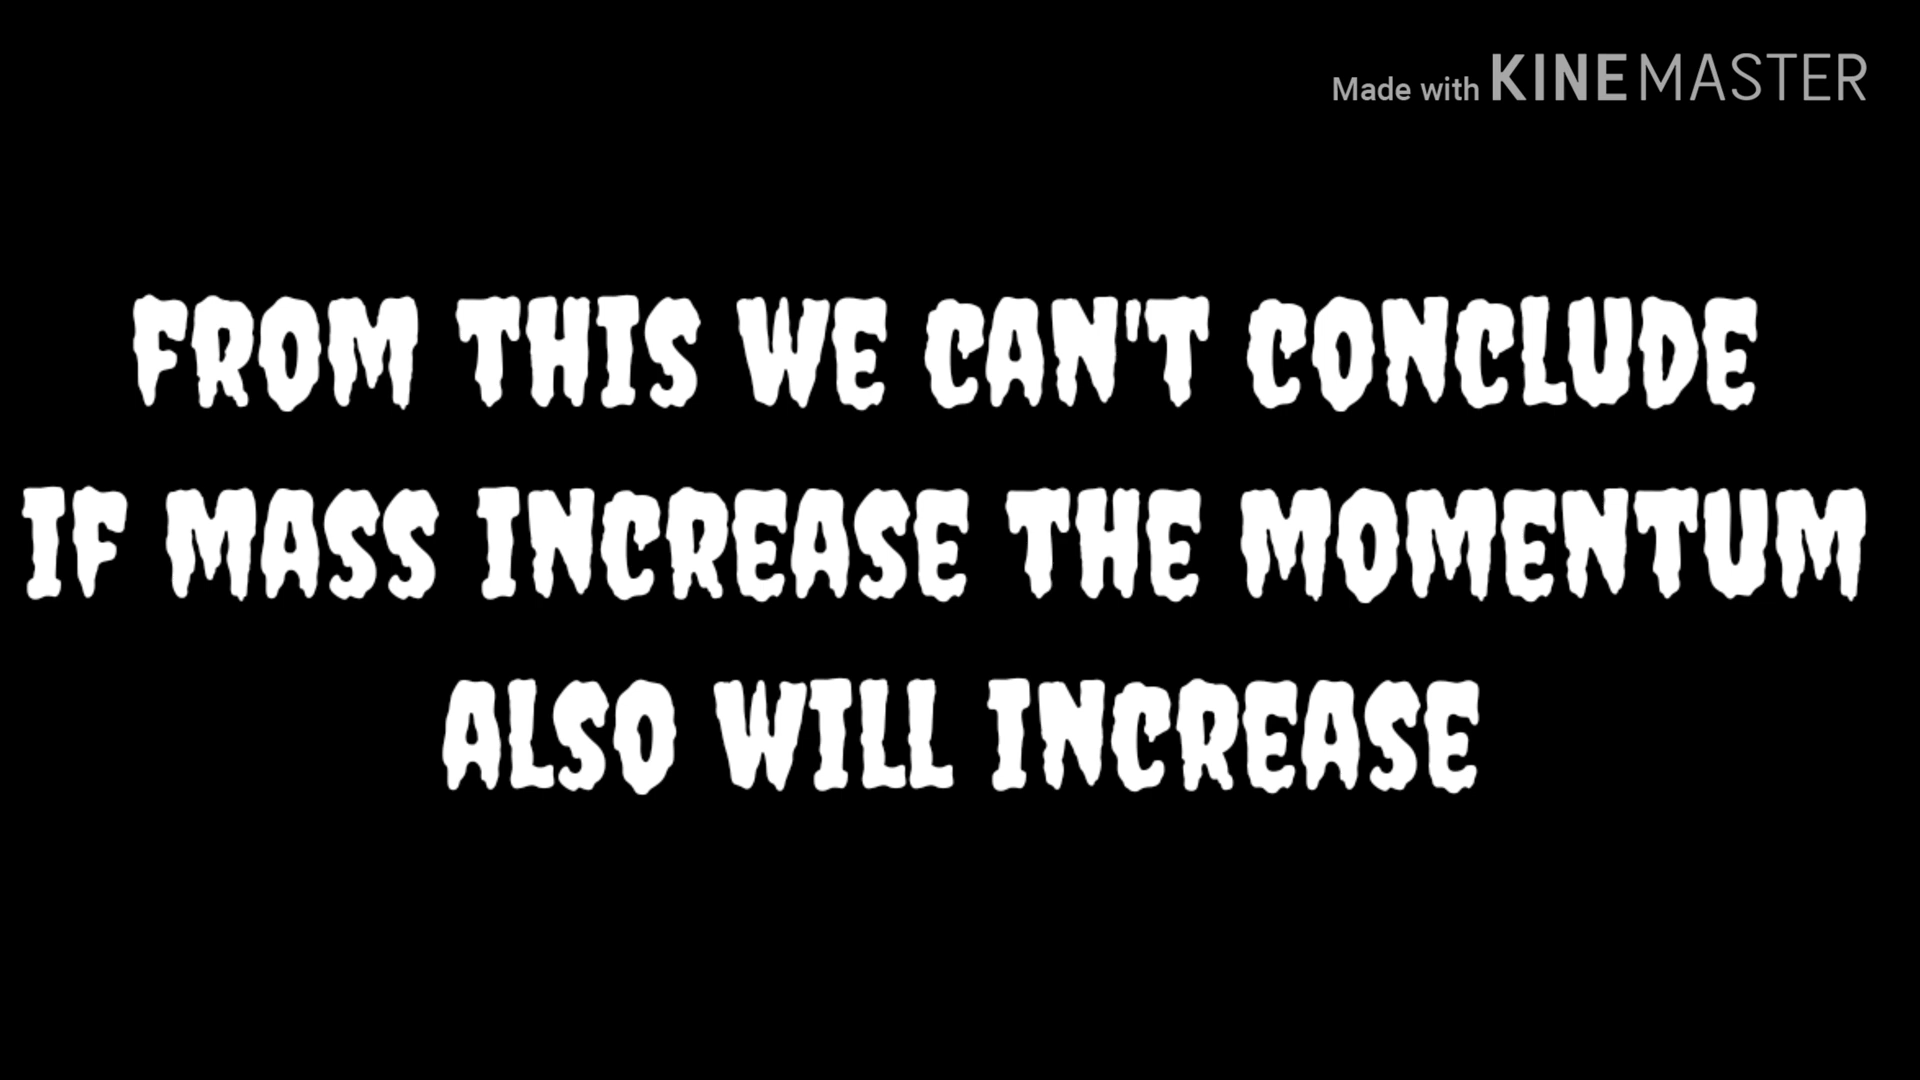 Made with KINEMASTER
FROM THIS WE CAN'T CONCLUDE
IF MASS INCREASE THE MOMENTUM
ALSO WILL INCREASE